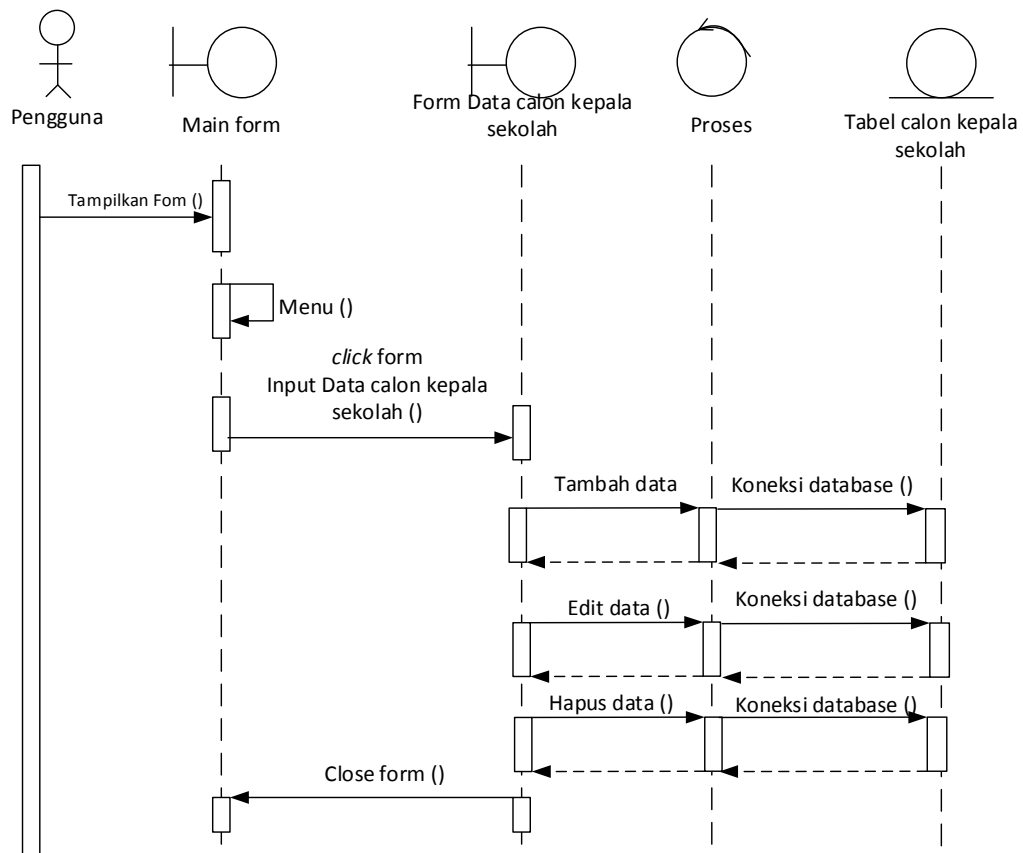 Pengguna
Main form
Form Data calon kepala
sekolah
Proses
Tabel calon kepala
sekolah
Tampilkan Fom ()
Menu ()
click form
Input Data calon kepala
sekolah ()
Tambah data
Koneksi database ()
Edit data ()
Koneksi database ()
Hapus data ()
Koneksi database ()
Close form ()